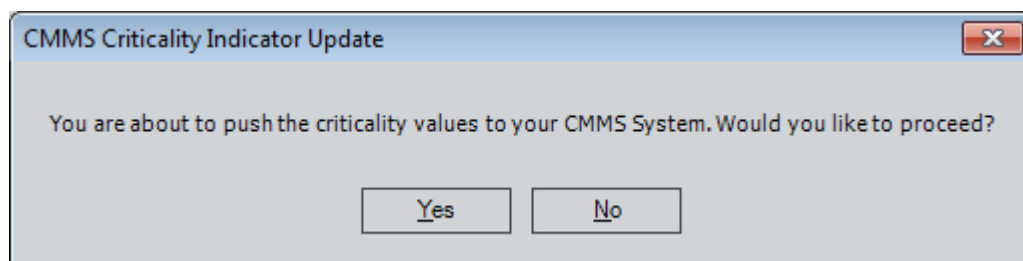 CMMS Criticality Indicator Update
You are about to push the criticality values to your CMMS System. Would you like to proceed?
Yes
No